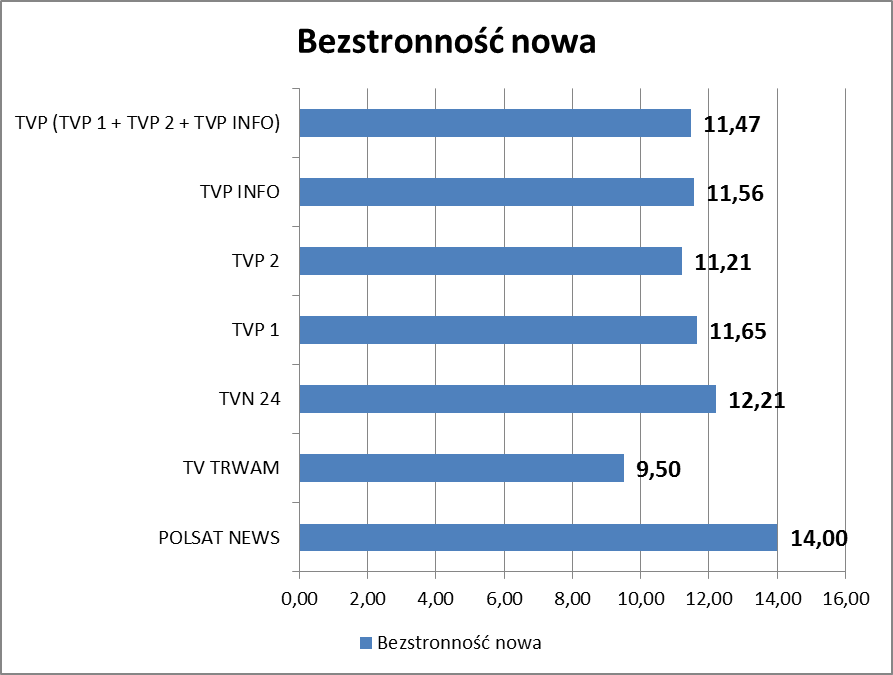 Bezstronność nowa
TVP (TVP 1 + TVP 2 + TVP INFO) 11,47
TVP INFO 11,56
TVP 2 11,21
TVP 1 11,65
TVN 24 12,21
TV TRWAM 9,50
POLSAT NEWS 14,00
0,00 2,00 4,00 6,00 8,00 10,00 12,00 14,00 16,00
Bezstronność nowa